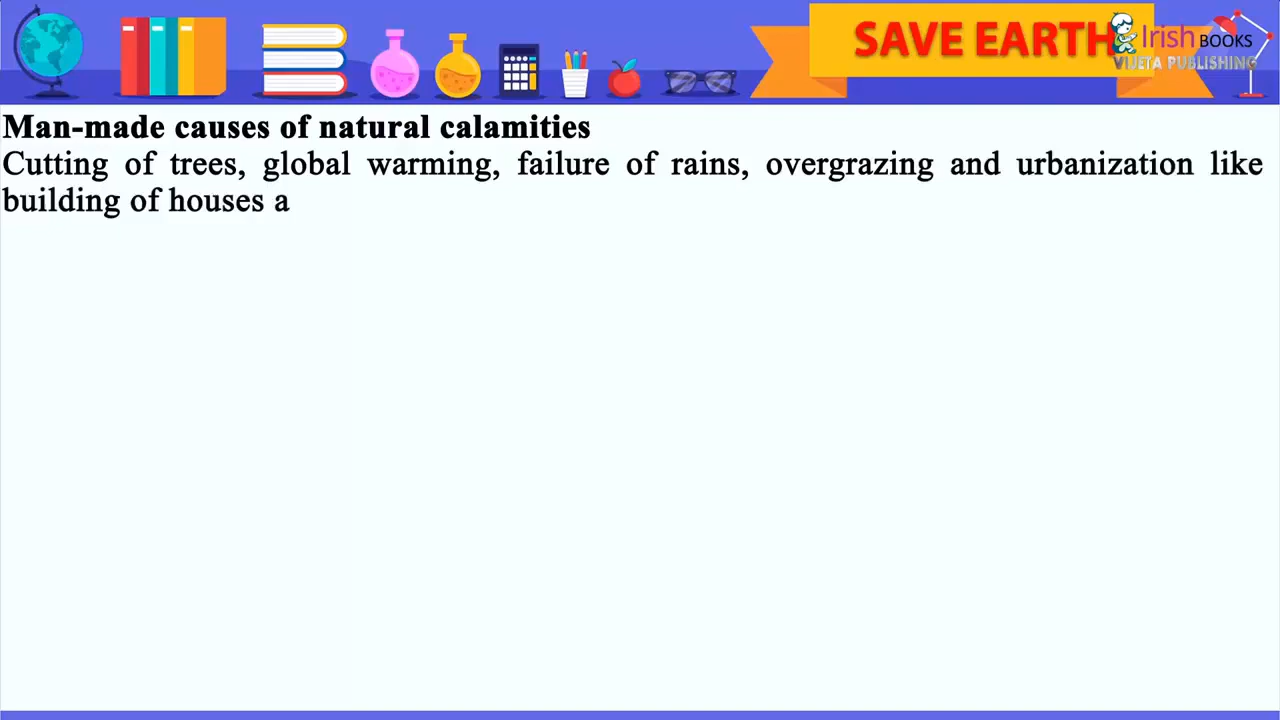 SAVE EARTH
Irish BOOKS
VIJETA PUBLISHING
Man-made causes of natural calamities
Cutting of trees, global warming, failure of rains, overgrazing and urbanization like
building of houses a